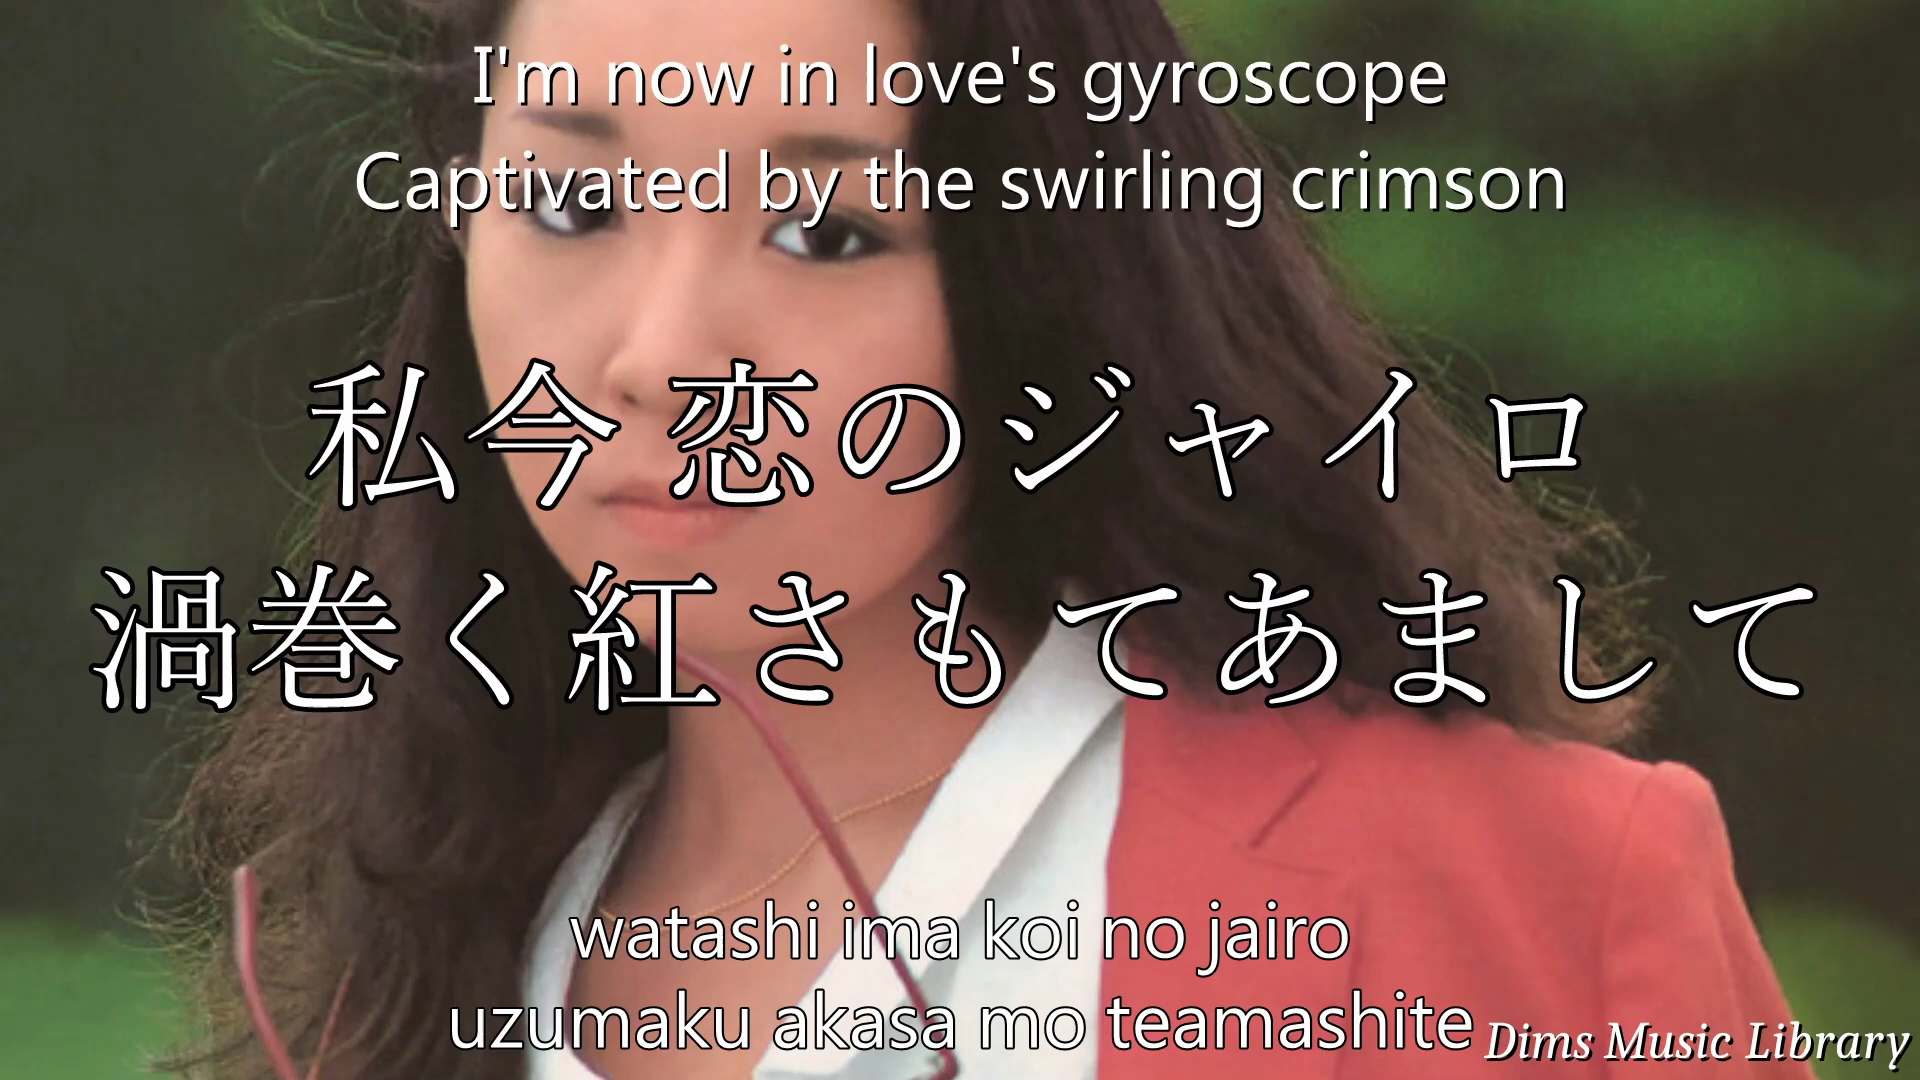 I'm now in love's gyroscope
Captivated by the swirling crimson
私今 恋のジャイロ
渦巻く紅さもてあまして
watashi ima koi no jairo
uzumaku akasa mo teamashite
Dims Music Library